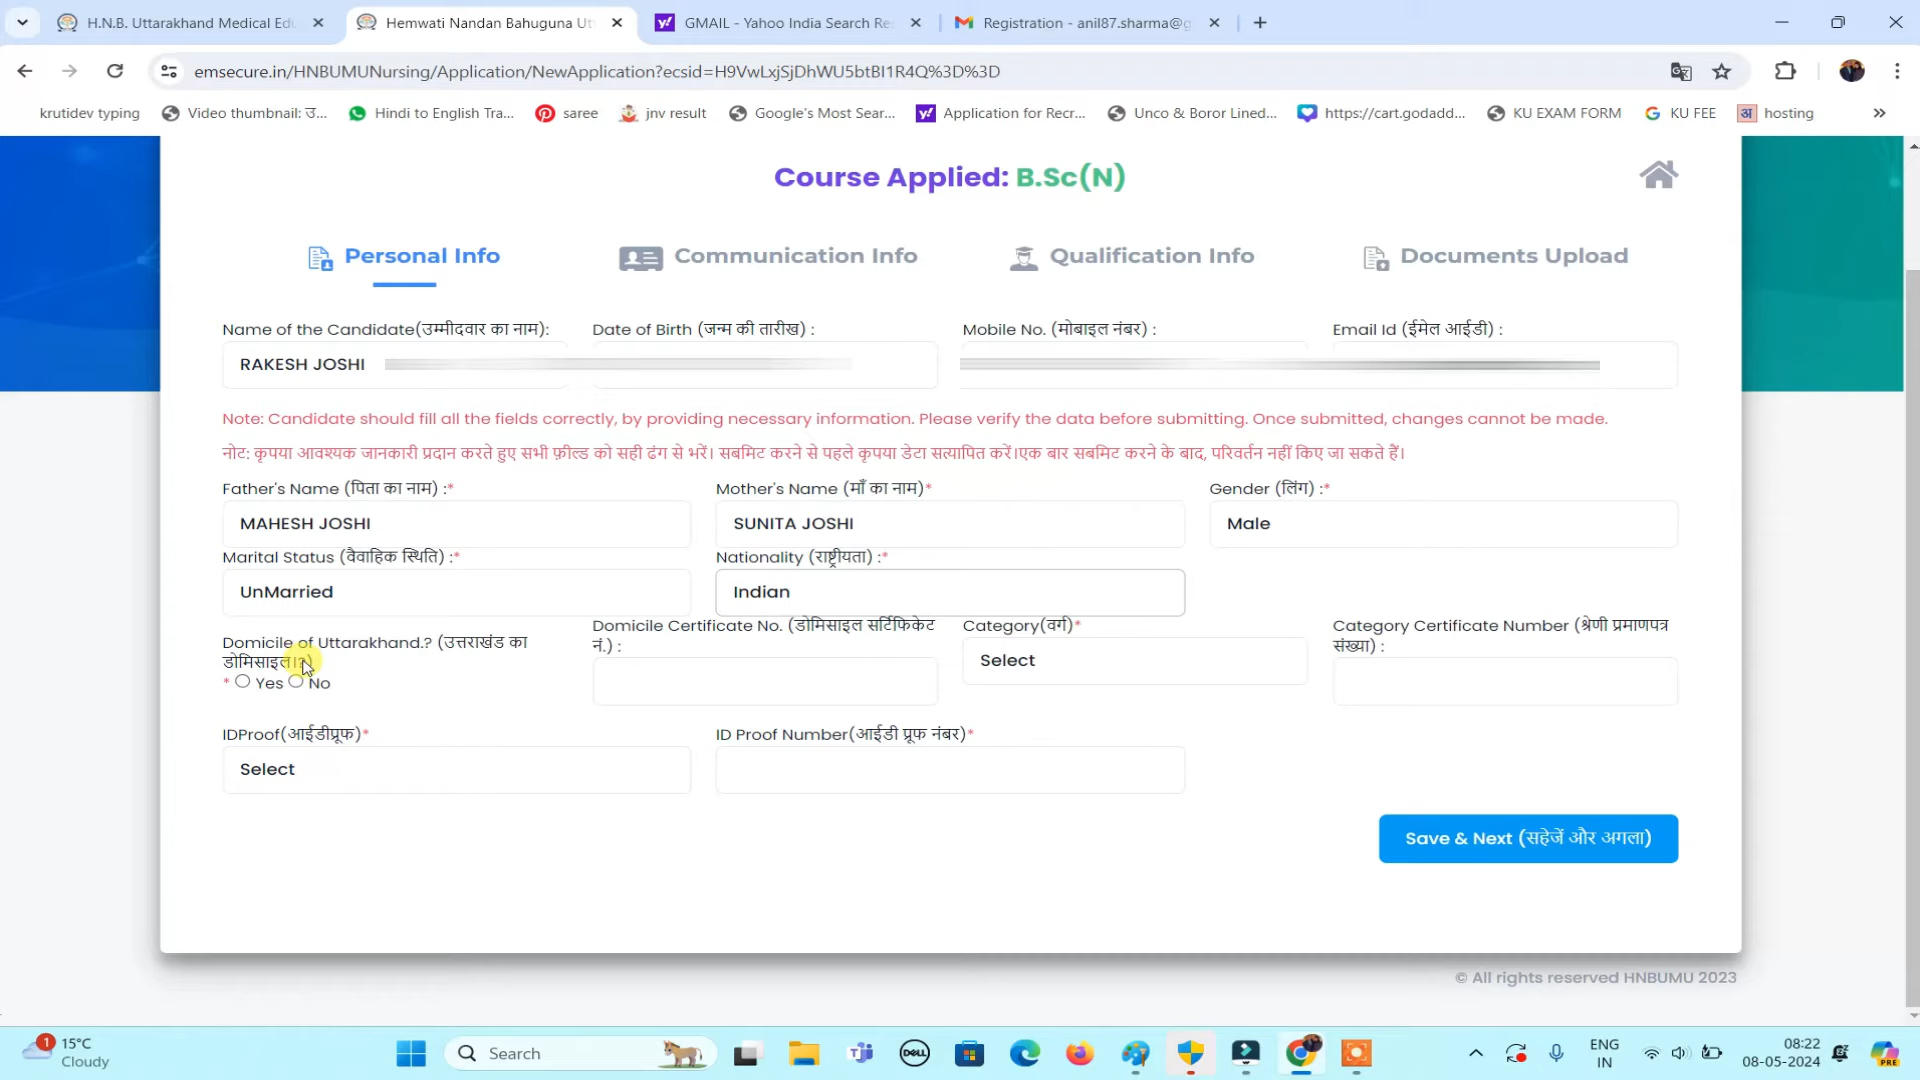 H.N.B. Uttarakhand Medical Edu
Hemwati Nandan Bahuguna Utt
GMAIL - Yahoo India Search Re
Registration - anil87.sharma@g
emsecure.in/HNBUMUNursing/Application/NewApplication?ecsid=H9VwLxjSjDhWU5btBI1R4Q%3D%3D
krutidev typing
Video thumbnail: उ...
Hindi to English Tra...
saree
jnv result
Google's Most Sear...
Application for Recr...
Unco & Boror Lined...
https://cart.godadd...
KU EXAM FORM
KU FEE
अ hosting
Course Applied: B.Sc(N)
Personal Info
Communication Info
Qualification Info
Documents Upload
Name of the Candidate(उम्मीदवार का नाम):
Date of Birth (जन्म की तारीख) :
Mobile No. (मोबाइल नंबर) :
Email Id (ईमेल आईडी) :
RAKESH JOSHI
Note: Candidate should fill all the fields correctly, by providing necessary information. Please verify the data before submitting. Once submitted, changes cannot be made.
नोट: कृपया आवश्यक जानकारी प्रदान करते हुए सभी फ़ील्ड को सही ढंग से भरें। सबमिट करने से पहले कृपया डेटा सत्यापित करें।एक बार सबमिट करने के बाद, परिवर्तन नहीं किए जा सकते हैं।
Father's Name (पिता का नाम) :*
Mother's Name (माँ का नाम)*
Gender (लिंग) :*
MAHESH JOSHI
SUNITA JOSHI
Male
Marital Status (वैवाहिक स्थिति) :*
Nationality (राष्ट्रीयता) :*
UnMarried
Indian
Domicile of Uttarakhand.? (उत्तराखंड का
डोमिसाइल।?)
* Yes No
Domicile Certificate No. (डोमिसाइल सर्टिफिकेट
नं.) :
Category(वर्ग)*
Select
Category Certificate Number (श्रेणी प्रमाणपत्र
संख्या) :
IDProof(आईडीप्रूफ)*
ID Proof Number(आईडी प्रूफ नंबर)*
Select
Save & Next (सहेजें और अगला)
© All rights reserved HNBUMU 2023
1
15°C
Cloudy
Search
DELL
ENG
IN
08:22
08-05-2024
PRE